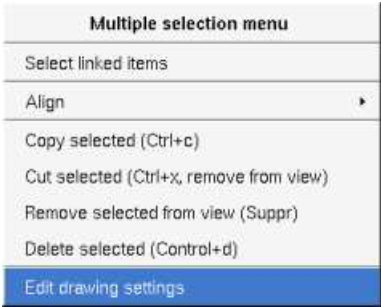 Multiple selection menu
Select linked items
Align
Copy selected (Ctrl+c)
Cut selected (Ctrl+x, remove from view)
Remove selected from view (Suppr)
Delete selected (Control+d)
Edit drawing settings